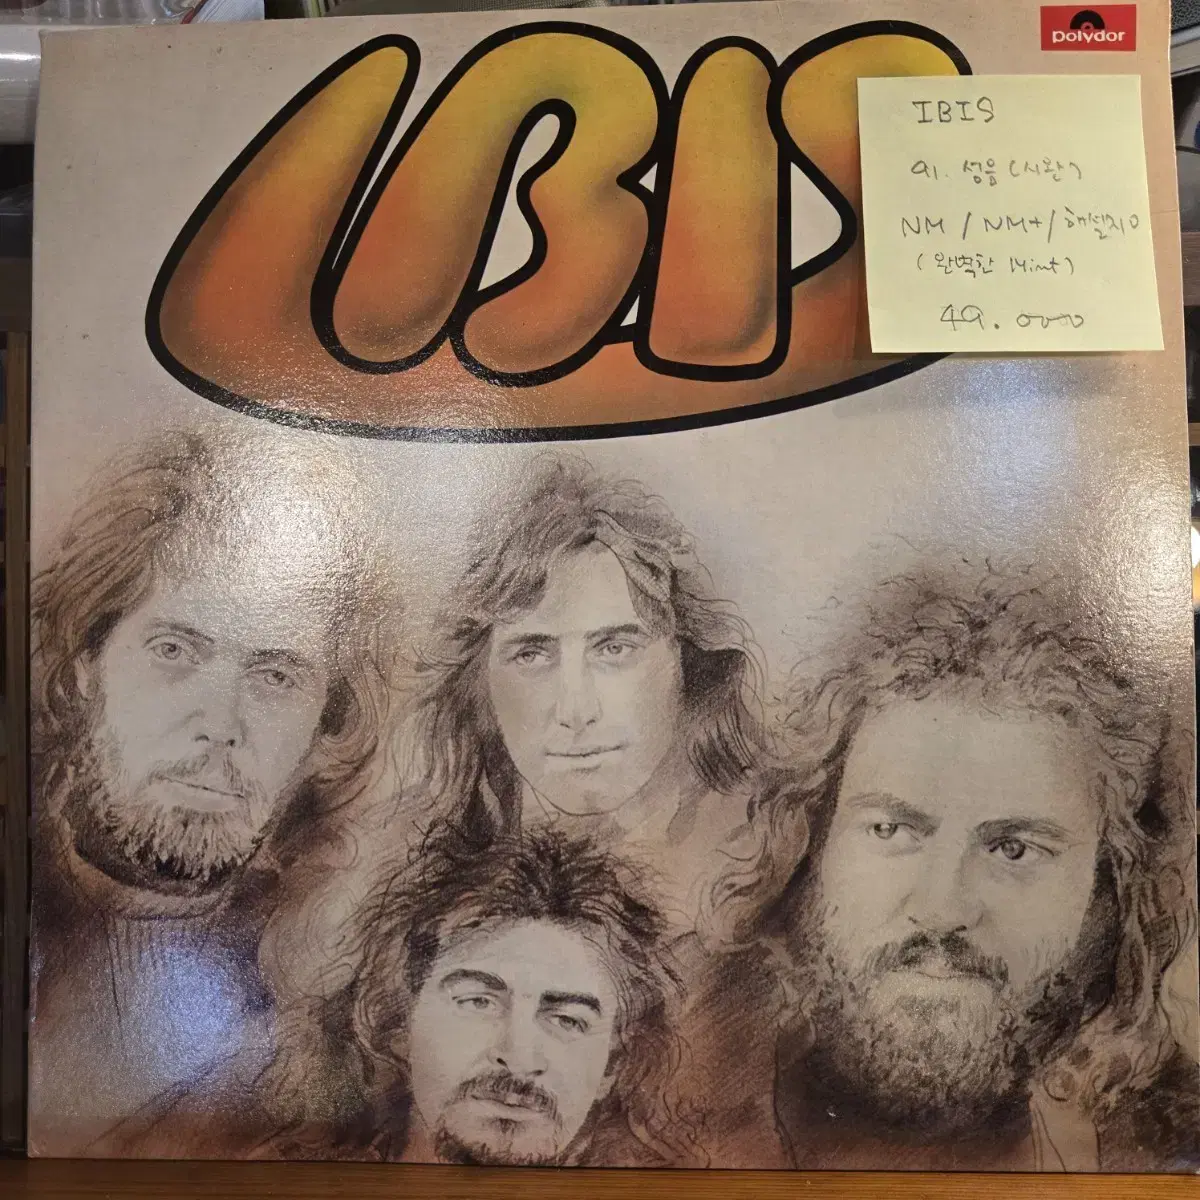 IBIS
polydor
IBIS
91. 성음 (시완)
NM / NM+ / 해설지 O
(완벽한 Mint)
49.000